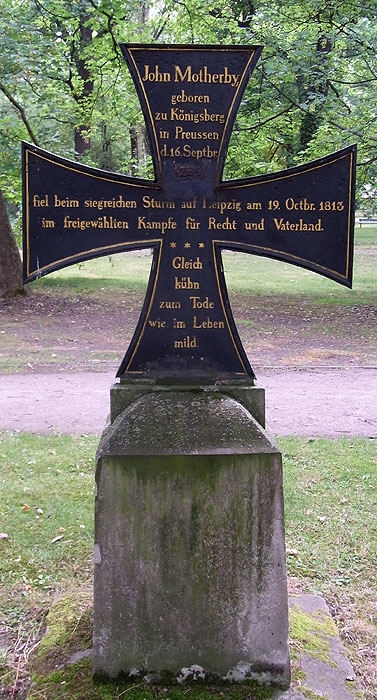 John Motherby,
geboren
zu Königsberg
in Preussen
d.16.Septbr.
fiel beim siegreichen Sturm auf Leipzig am 19. Octbr. 1813
im freigewählten Kampfe für Recht und Vaterland.
* * *
Gleich
kühn
zum Tode
wie im Leben
mild.